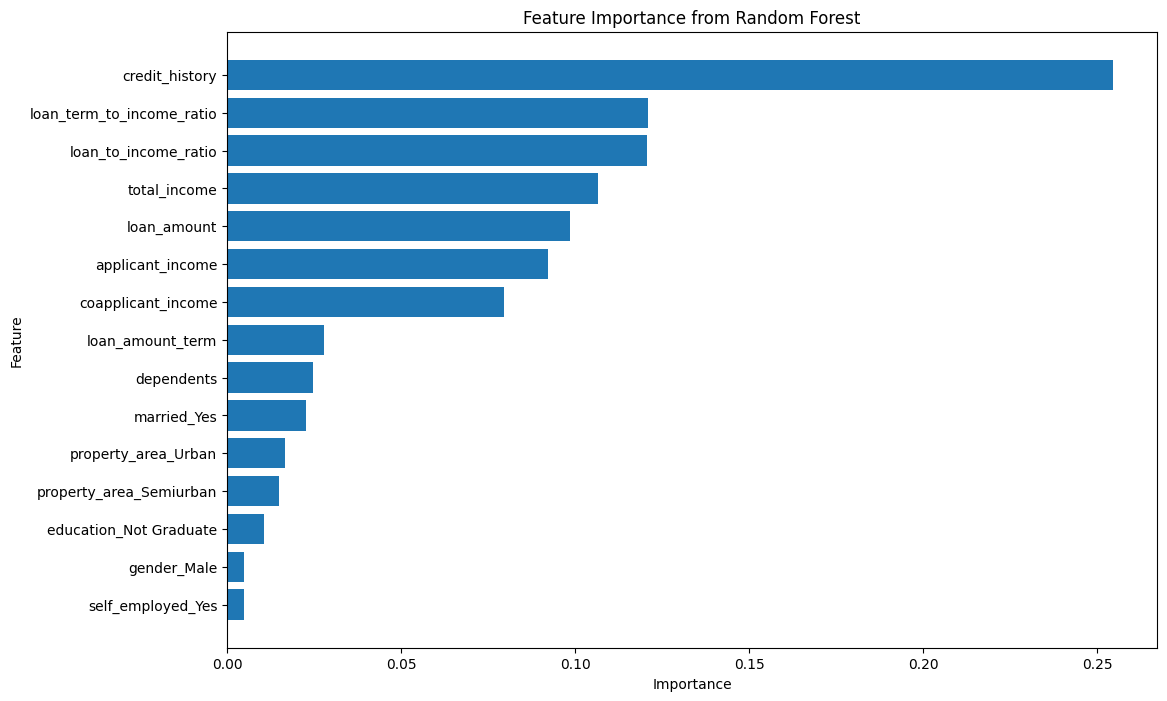 Feature Importance from Random Forest
credit_history
loan_term_to_income_ratio
loan_to_income_ratio
total_income
loan_amount
applicant_income
coapplicant_income
loan_amount_term
dependents
married_Yes
property_area_Urban
property_area_Semiurban
education_Not Graduate
gender_Male
self_employed_Yes
Feature
0.00 0.05 0.10 0.15 0.20 0.25
Importance